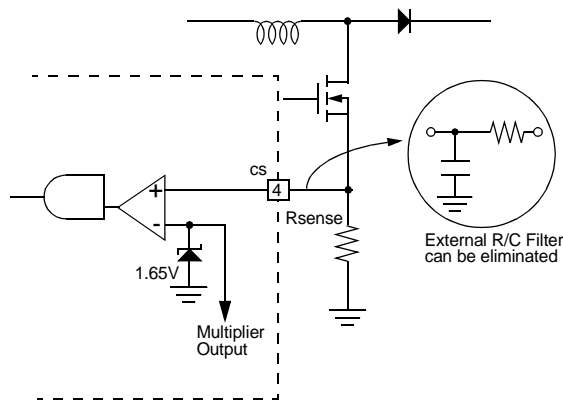 cs
4
+
-
Rsense
1.65V
Multiplier
Output
External R/C Filter
can be eliminated